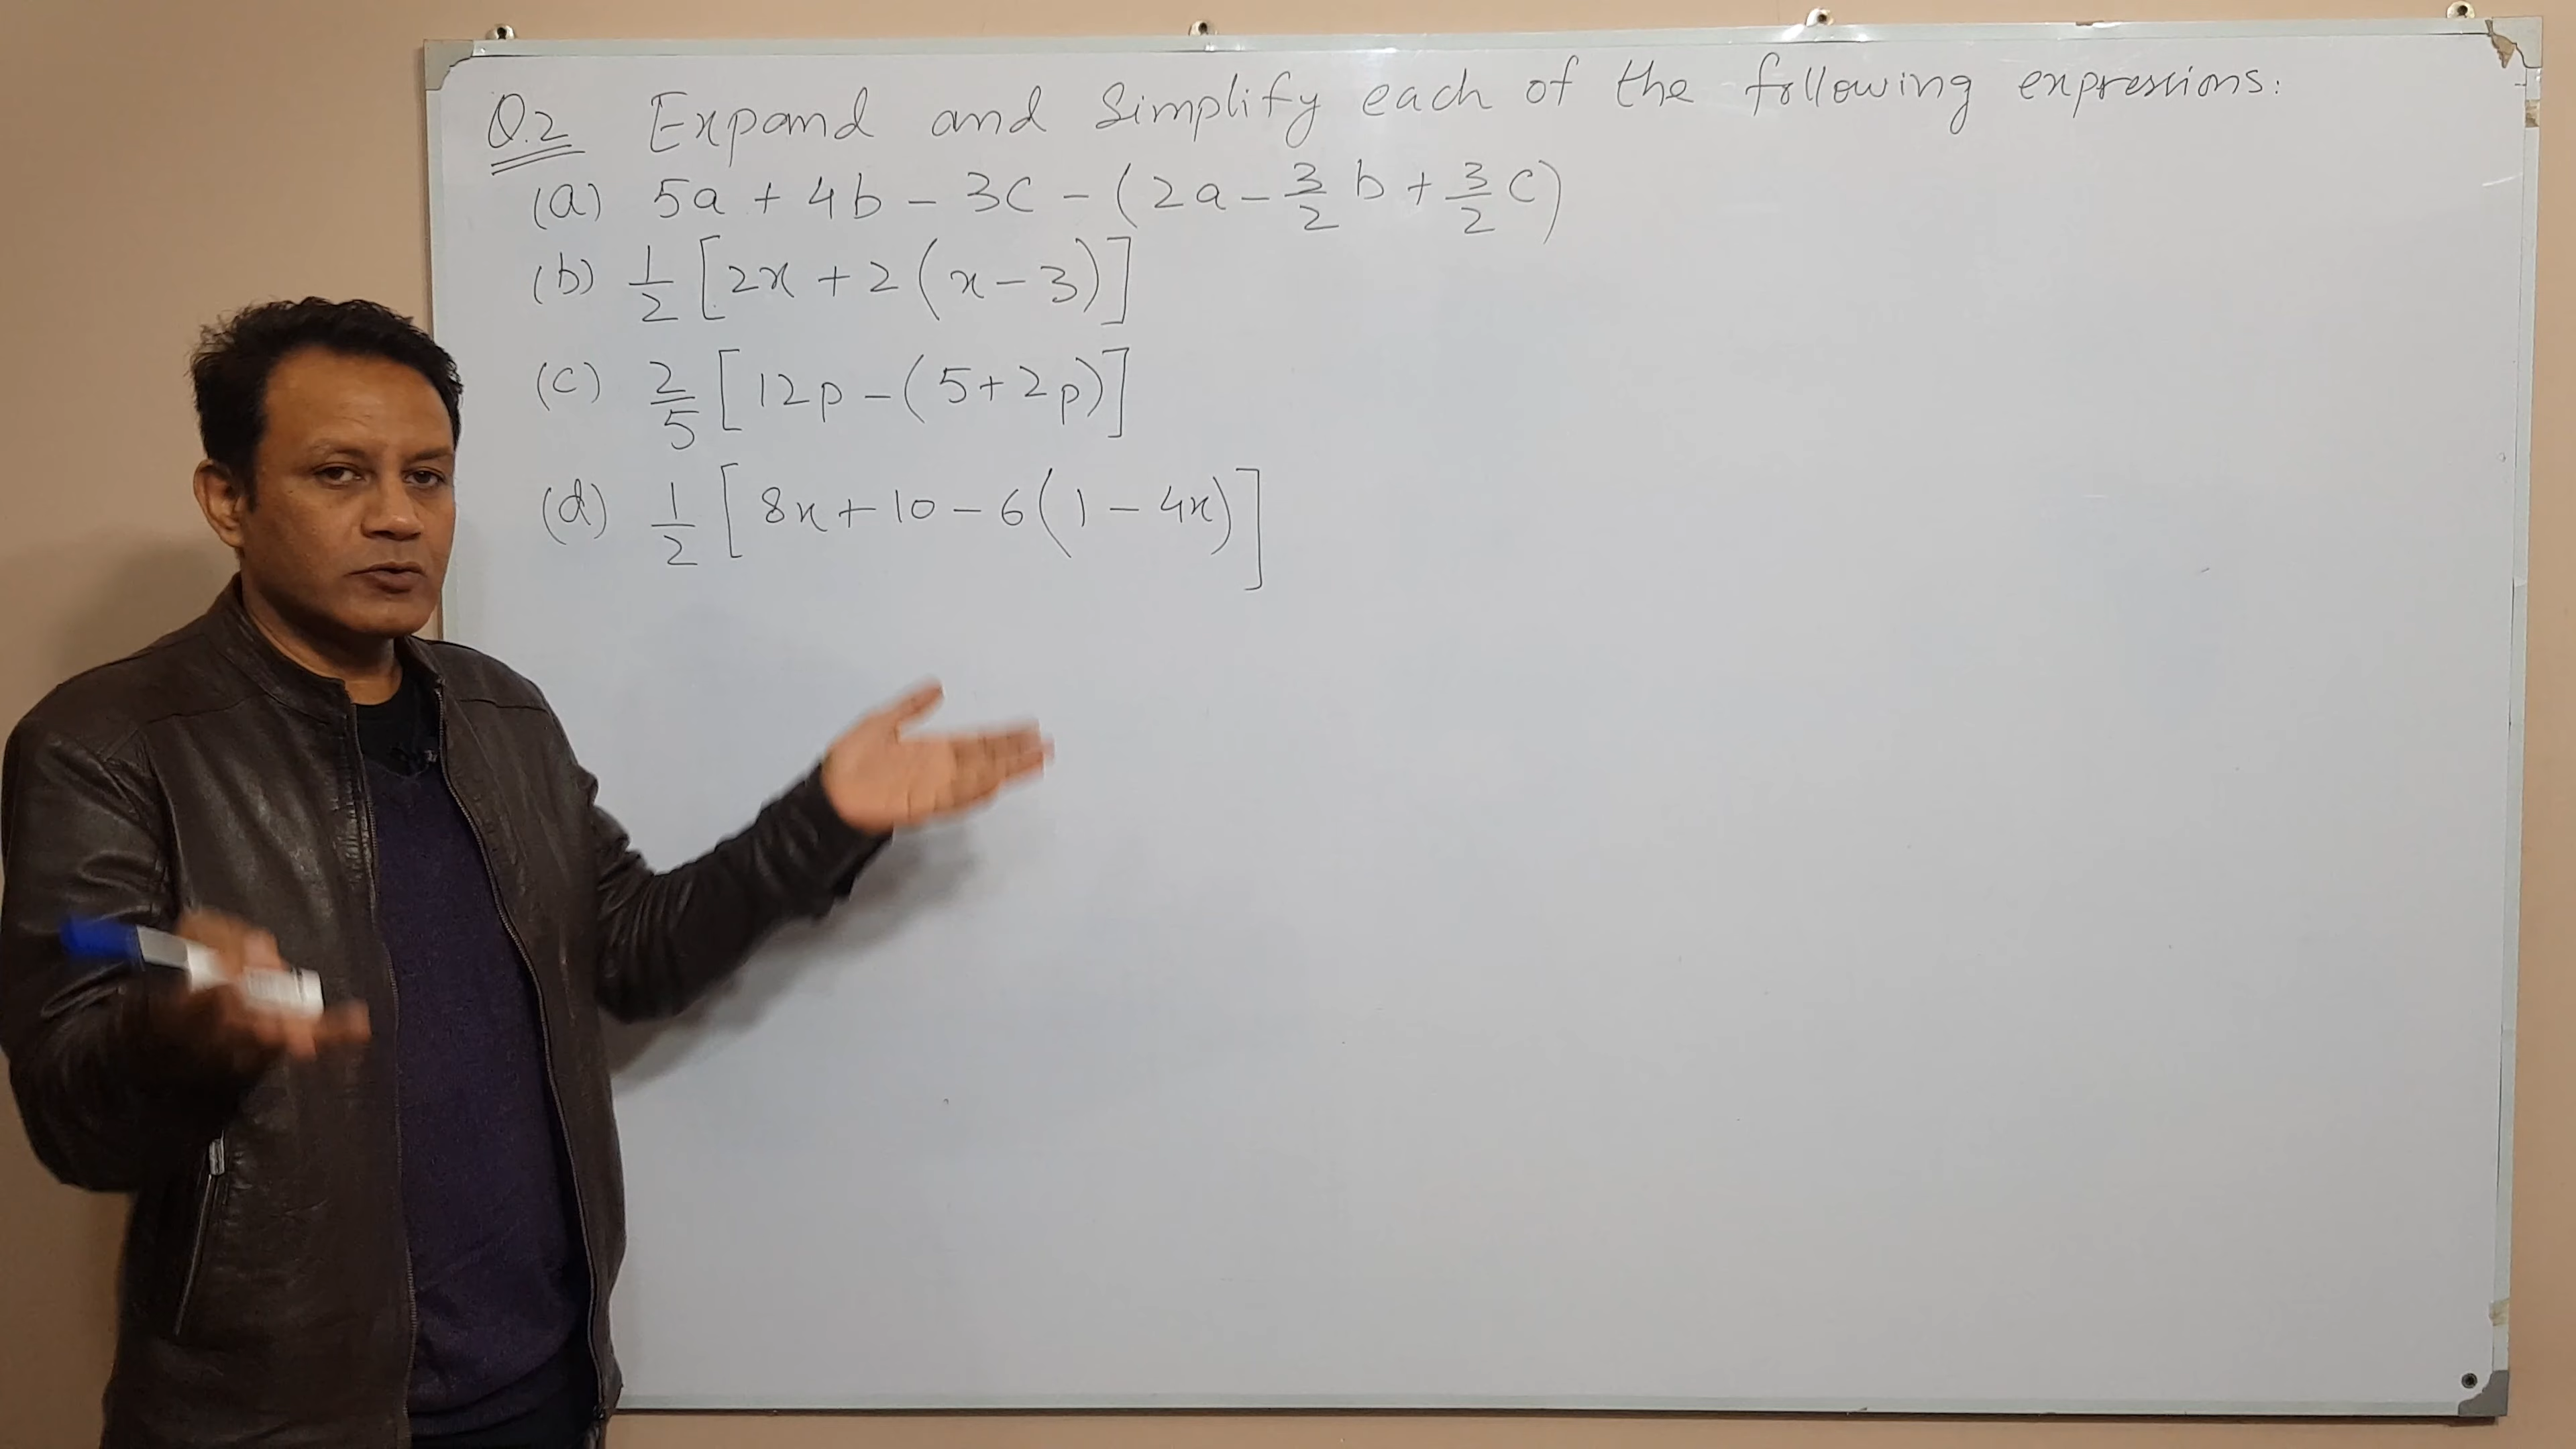 Q.2 Expand and Simplify each of the following expressions:
(a) 5a + 4b - 3c - (2a - 3/2 b + 3/2 c)
(b) 1/2 [2x + 2(x - 3)]
(c) 2/5 [12p - (5 + 2p)]
(d) 1/2 [8x + 10 - 6(1 - 4x)]